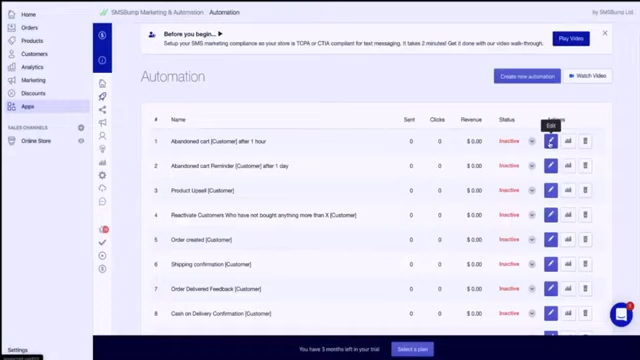 Home
Orders
Products
Customers
Analytics
Marketing
Discounts
Apps
SALES CHANNELS
Online Store
Settings
SMSBump Marketing & Automation Automation
by SMSBump Ltd.
Before you begin...
Setup your SMS marketing compliance so your store is TCPA or CTIA compliant for text messaging. It takes 2 minutes! Get it done with our video walk-through.
Play Video
Automation
Create new automation
Watch Video
# Name Sent Clicks Revenue Status Actions
Edit
1 Abandoned cart [Customer] after 1 hour 0 0 $ 0.00 Inactive
2 Abandoned cart Reminder [Customer] after 1 day 0 0 $ 0.00 Inactive
3 Product Upsell [Customer] 0 0 $ 0.00 Inactive
4 Reactivate Customers Who have not bought anything more than X [Customer] 0 0 $ 0.00 Inactive
5 Order created [Customer] 0 0 $ 0.00 Inactive
6 Shipping confirmation [Customer] 0 0 $ 0.00 Inactive
7 Order Delivered Feedback [Customer] 0 0 $ 0.00 Inactive
8 Cash on Delivery Confirmation [Customer] 0 0 $ 0.00 Inactive
You have 3 months left in your trial
Select a plan